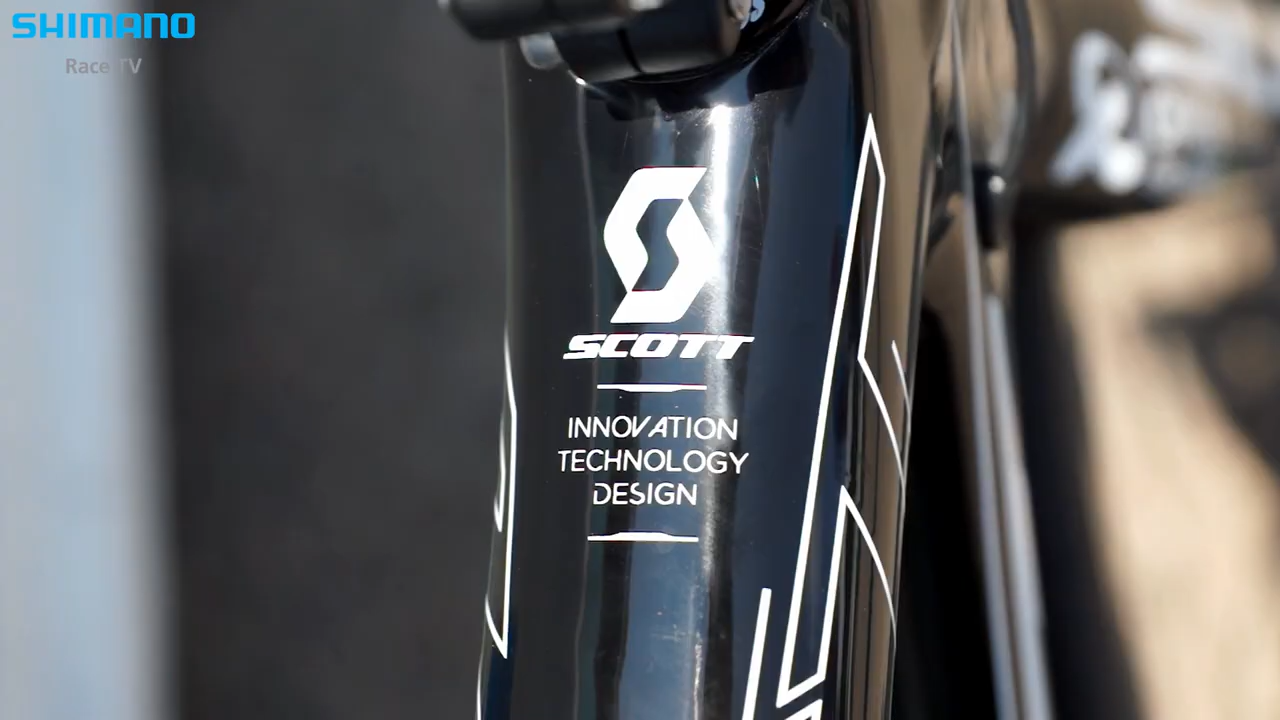 SHIMANO
Race TV
SCOTT
INNOVATION
TECHNOLOGY
DESIGN